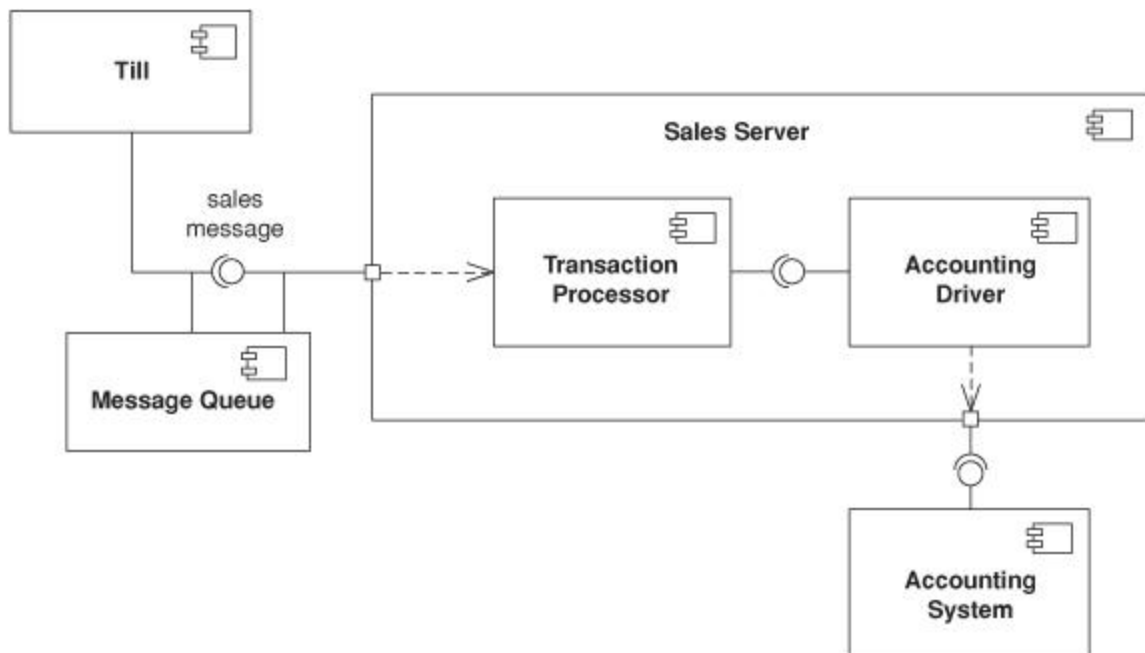 Till
Sales Server
sales
message
Transaction
Processor
Accounting
Driver
Message Queue
Accounting
System